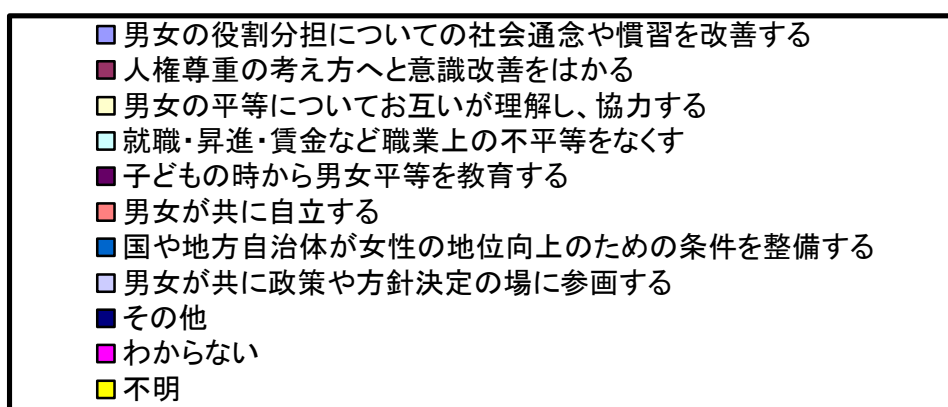 男女の役割分担についての社会通念や慣習を改善する
人権尊重の考え方へと意識改善をはかる
男女の平等についてお互いが理解し、協力する
就職・昇進・賃金など職業上の不平等をなくす
子どもの時から男女平等を教育する
男女が共に自立する
国や地方自治体が女性の地位向上のための条件を整備する
男女が共に政策や方針決定の場に参画する
その他
わからない
不明